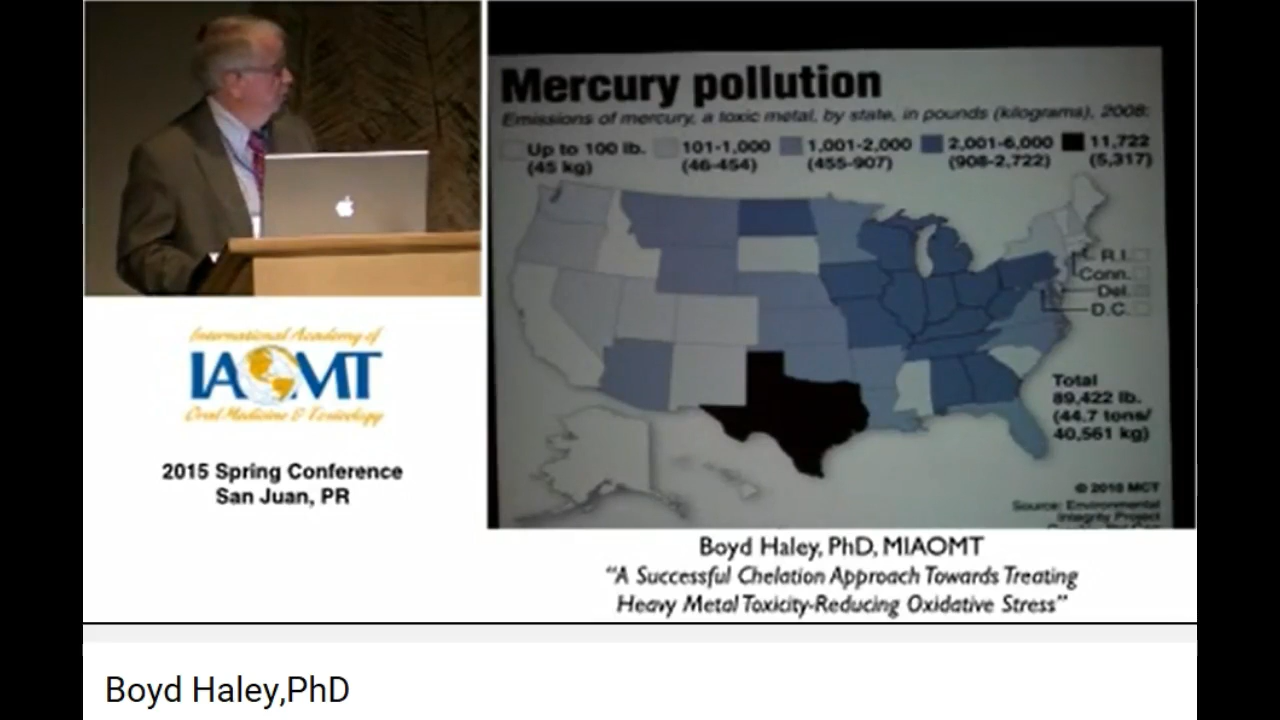 Mercury pollution
Emissions of mercury, a toxic metal, by state, in pounds (kilograms), 2008:
Up to 100 lb. 101-1,000 1,001-2,000 2,001-6,000 11,722
(45 kg) (46-454) (455-907) (908-2,722) (5,317)
R.I.
Conn.
Del.
D.C.
Total
89,422 lb.
(44.7 tons/
40,561 kg)
© 2010 MCT
Source: Environmental
Integrity Project
International Academy of
IAOMT
Oral Medicine & Toxicology
2015 Spring Conference
San Juan, PR
Boyd Haley, PhD, MIAOMT
“A Successful Chelation Approach Towards Treating
Heavy Metal Toxicity-Reducing Oxidative Stress”
Boyd Haley,PhD